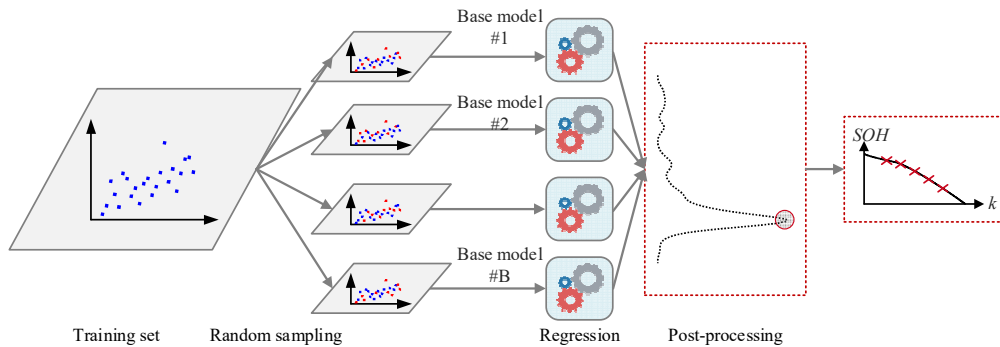 Base model
#1
Base model
#2
Base model
#B
SOH
k
Training set
Random sampling
Regression
Post-processing